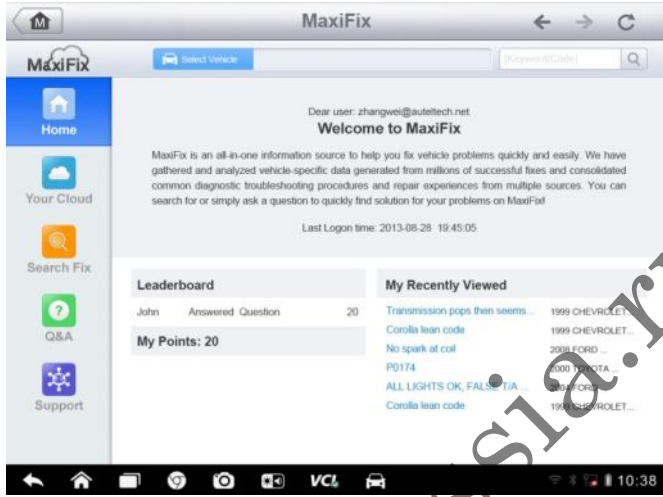 MaxiFix
MaxiFix
Select Vehicle
[Keyword/Code]
Home
Your Cloud
Search Fix
Q&A
Support
Dear user: zhangwei@auteltech.net
Welcome to MaxiFix
MaxiFix is an all-in-one information source to help you fix vehicle problems quickly and easily. We have
gathered and analyzed vehicle-specific data generated from millions of successful fixes and consolidated
common diagnostic troubleshooting procedures and repair experiences from multiple sources. You can
search for or simply ask a question to quickly find solution for your problems on MaxiFix!
Last Logon time: 2013-08-28 19:45:05
Leaderboard
John Answered Question 20
My Points: 20
My Recently Viewed
Transmission pops then seems... 1999 CHEVROLET...
Corolla lean code 1999 CHEVROLET...
No spark at coil 2008 FORD ...
P0174 2000 TOYOTA ...
ALL LIGHTS OK, FALSE T/A ... 2004 FORD
Corolla lean code 1999 CHEVROLET...
VCI
10:38